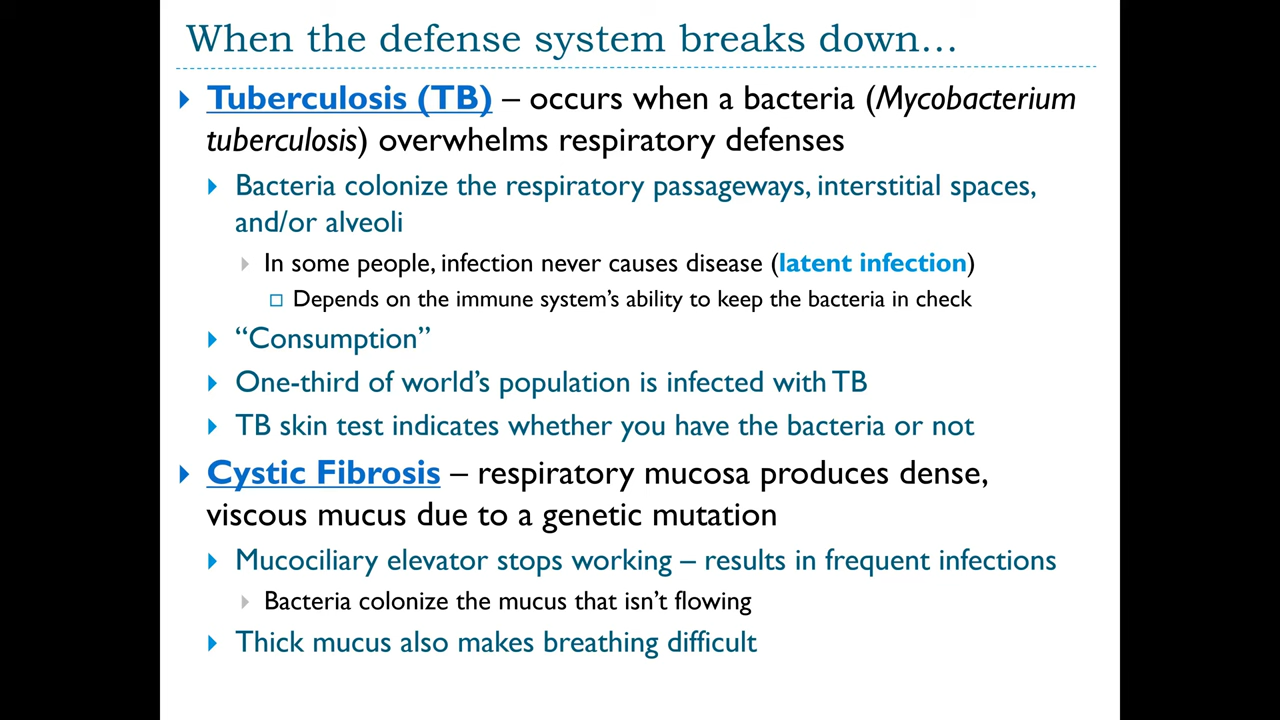 When the defense system breaks down…
Tuberculosis (TB) – occurs when a bacteria (Mycobacterium
tuberculosis) overwhelms respiratory defenses
Bacteria colonize the respiratory passageways, interstitial spaces,
and/or alveoli
In some people, infection never causes disease (latent infection)
Depends on the immune system’s ability to keep the bacteria in check
“Consumption”
One-third of world’s population is infected with TB
TB skin test indicates whether you have the bacteria or not
Cystic Fibrosis – respiratory mucosa produces dense,
viscous mucus due to a genetic mutation
Mucociliary elevator stops working – results in frequent infections
Bacteria colonize the mucus that isn’t flowing
Thick mucus also makes breathing difficult